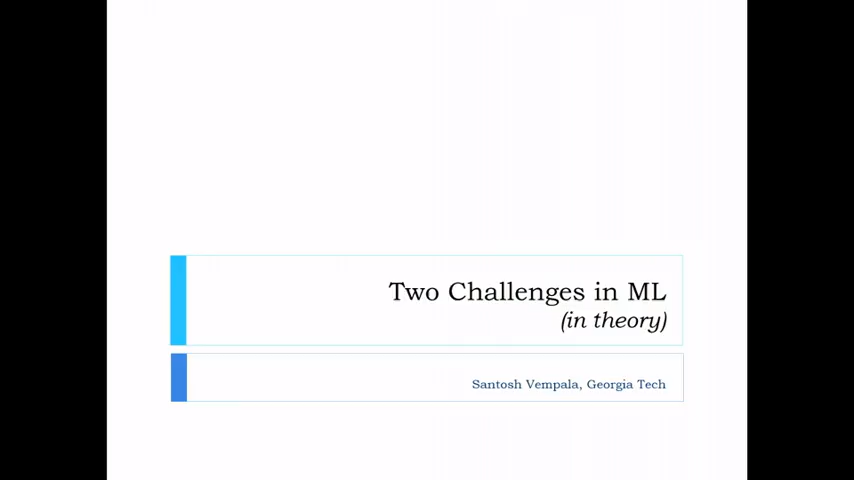 Two Challenges in ML
(in theory)
Santosh Vempala, Georgia Tech